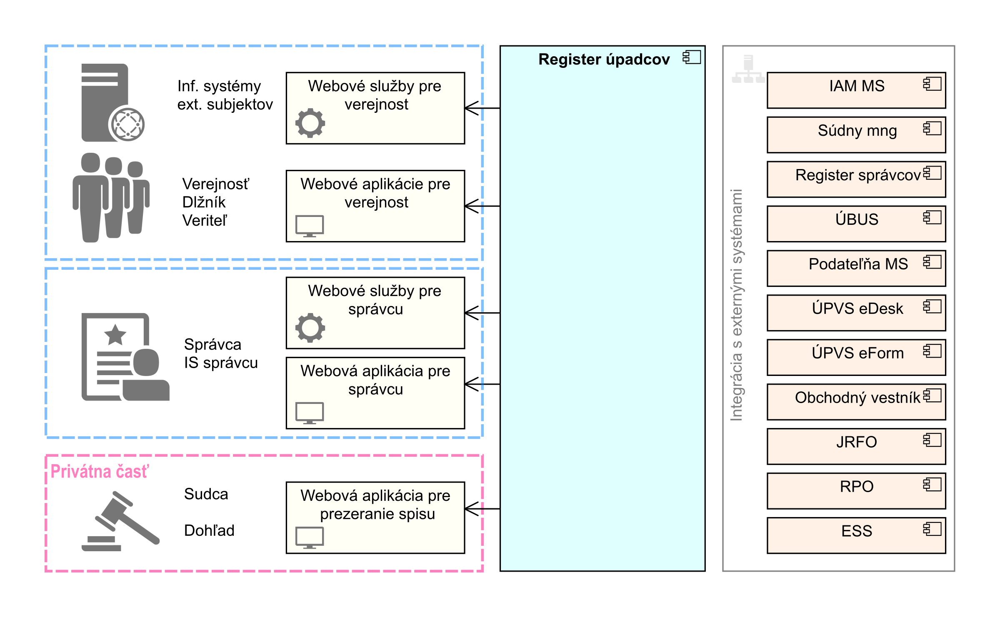 Inf. systémy
ext. subjektov
Webové služby pre
verejnost
Verejnosť
Dlžník
Veriteľ
Webové aplikácie pre
verejnost
Webové služby pre
správcu
Správca
IS správcu
Webová aplikácia pre
správcu
Privátna časť
Sudca
Dohľad
Webová aplikácia pre
prezeranie spisu
Register úpadcov
Integrácia s externými systémami
IAM MS
Súdny mng
Register správcov
ÚBUS
Podateľňa MS
ÚPVS eDesk
ÚPVS eForm
Obchodný vestník
JRFO
RPO
ESS